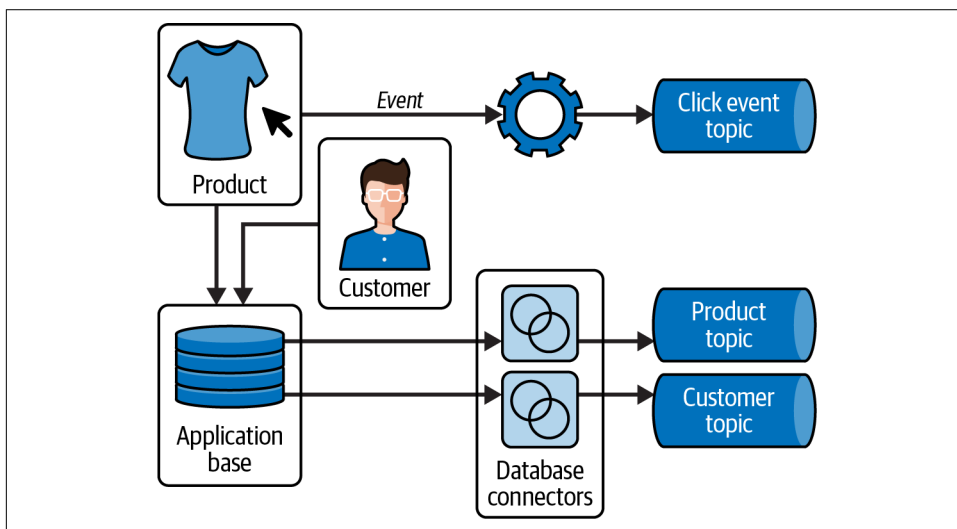 Event
Click event
topic
Product
Customer
Product
topic
Customer
topic
Application
base
Database
connectors